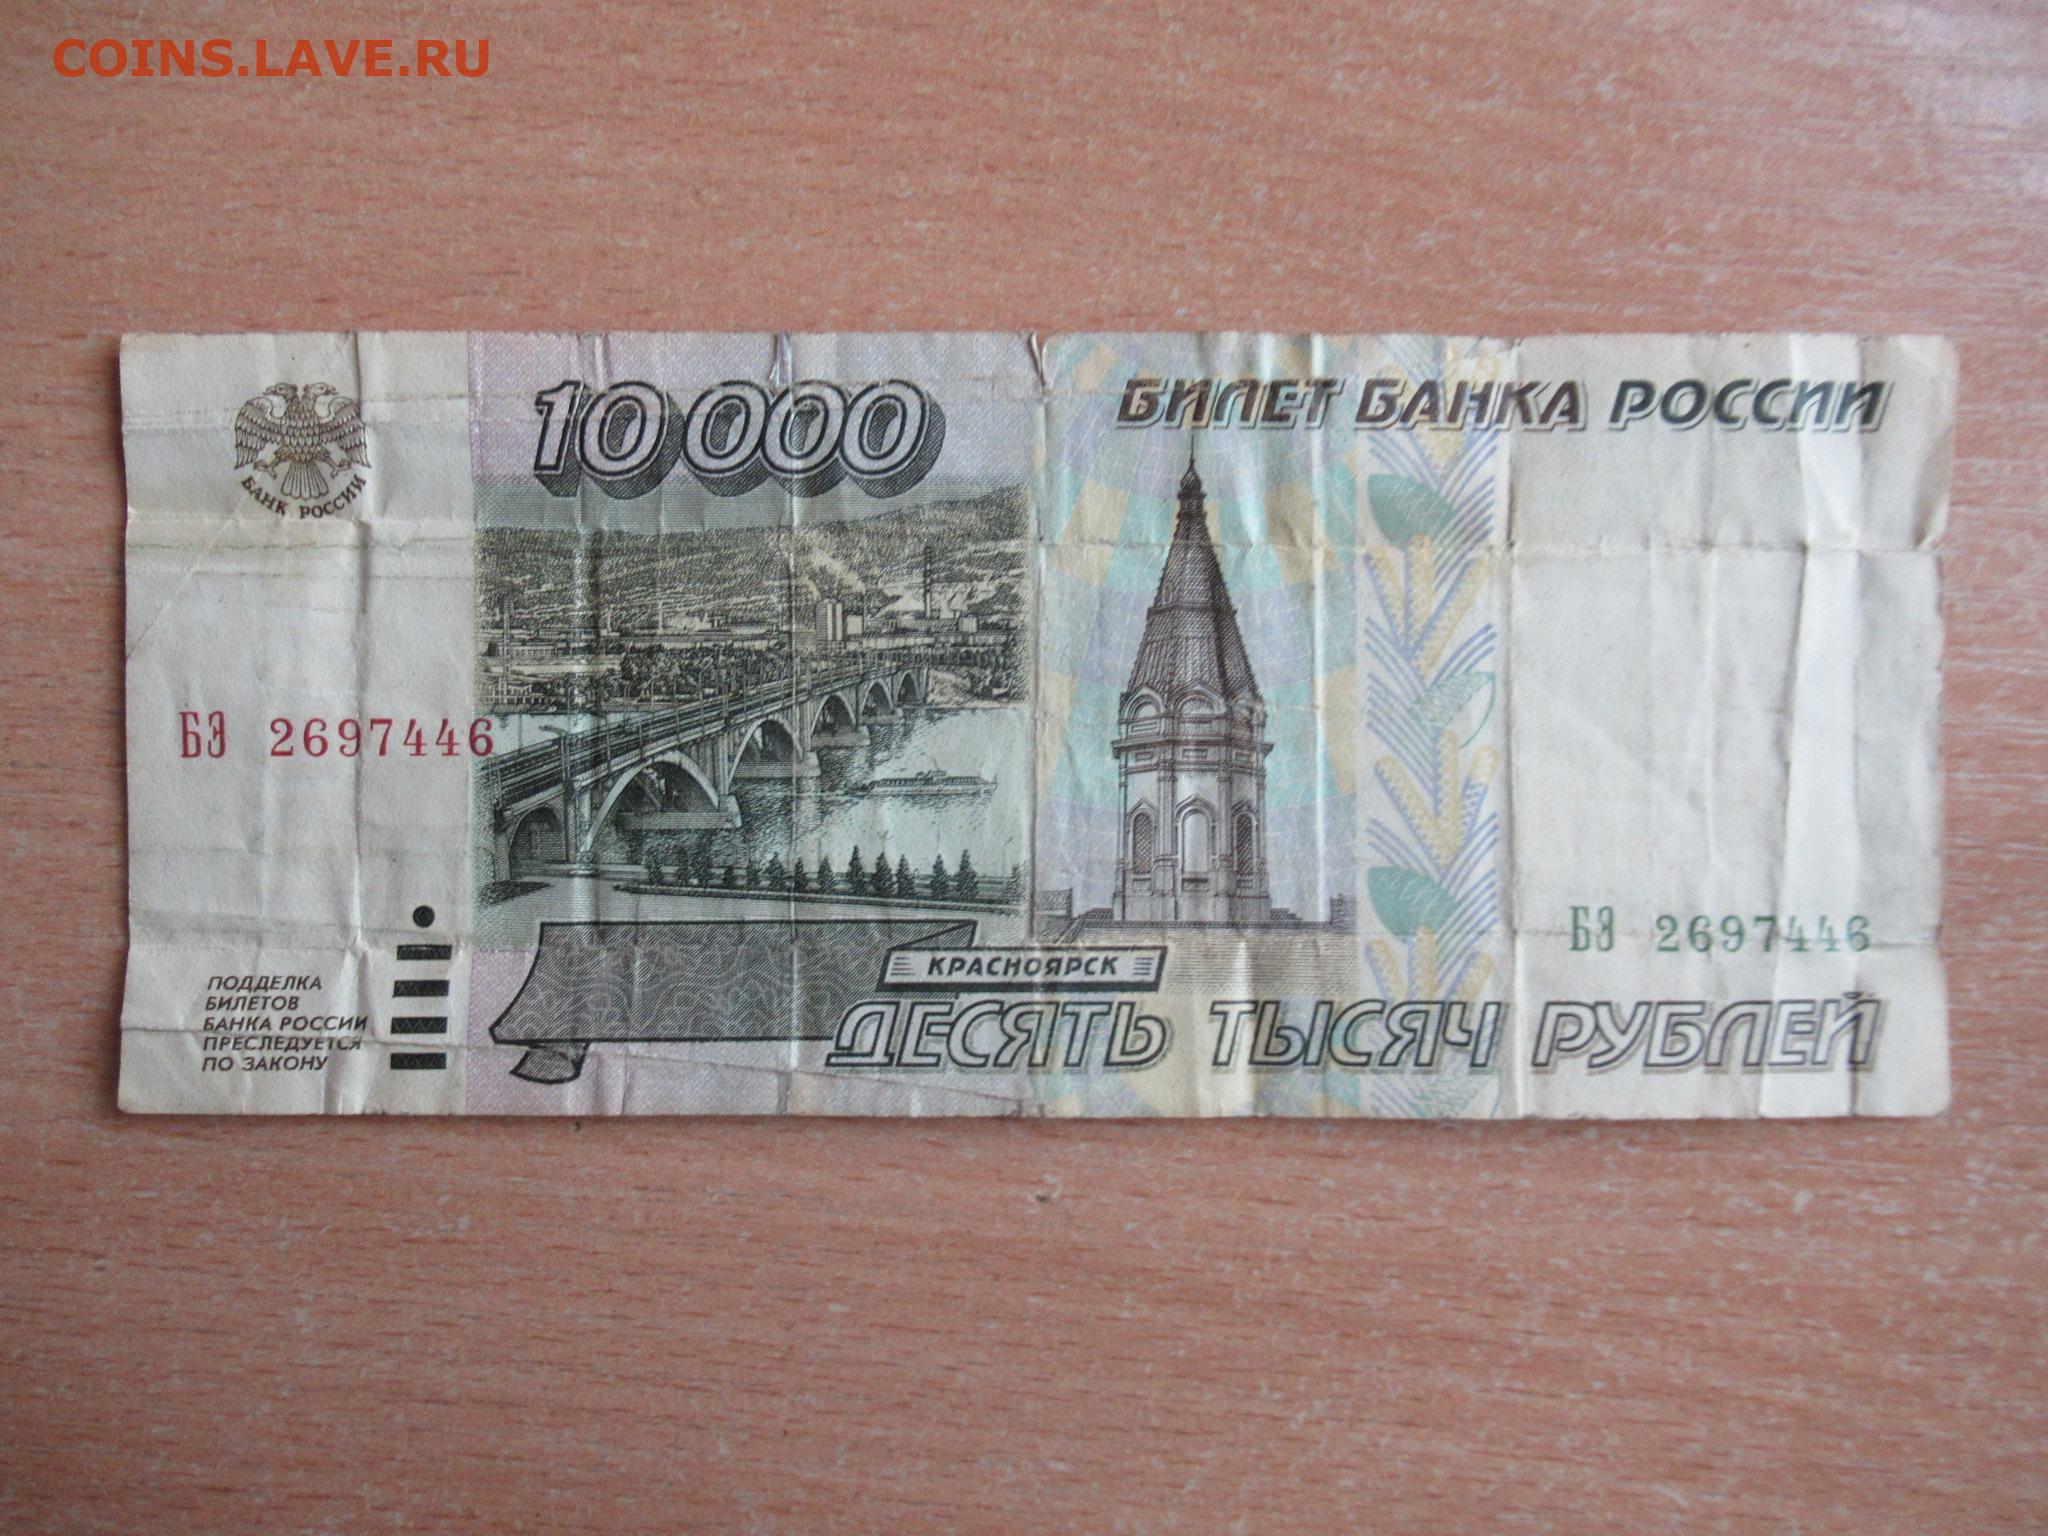 COINS.LAVE.RU
10 000
БИЛЕТ БАНКА РОССИИ
БАНК РОССИИ
БЭ 2697446
БЭ 2697446
КРАСНОЯРСК
ПОДДЕЛКА
БИЛЕТОВ
БАНКА РОССИИ
ПРЕСЛЕДУЕТСЯ
ПО ЗАКОНУ
ДЕСЯТЬ ТЫСЯЧ РУБЛЕЙ